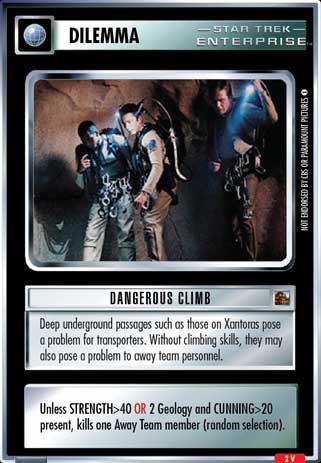 DILEMMA
STAR TREK
ENTERPRISE™
NOT ENDORSED BY CBS OR PARAMOUNT PICTURES
DANGEROUS CLIMB
Deep underground passages such as those on Xantoras pose
a problem for transporters. Without climbing skills, they may
also pose a problem to away team personnel.
Unless STRENGTH>40 OR 2 Geology and CUNNING>20
present, kills one Away Team member (random selection).
2 V